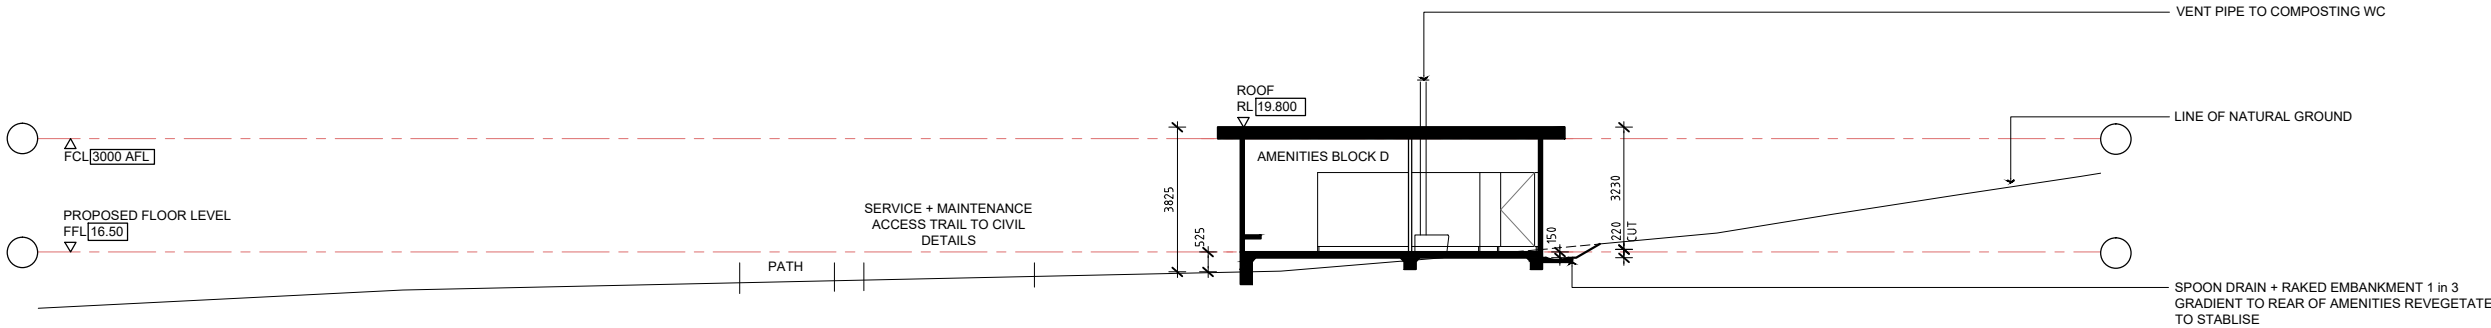 VENT PIPE TO COMPOSTING WC
ROOF
RL 19.800
LINE OF NATURAL GROUND
FCL 3000 AFL
AMENITIES BLOCK D
3825
3230
PROPOSED FLOOR LEVEL
FFL 16.50
SERVICE + MAINTENANCE
ACCESS TRAIL TO CIVIL
DETAILS
525
150
220
CUT
PATH
SPOON DRAIN + RAKED EMBANKMENT 1 in 3
GRADIENT TO REAR OF AMENITIES REVEGETATE
TO STABLISE